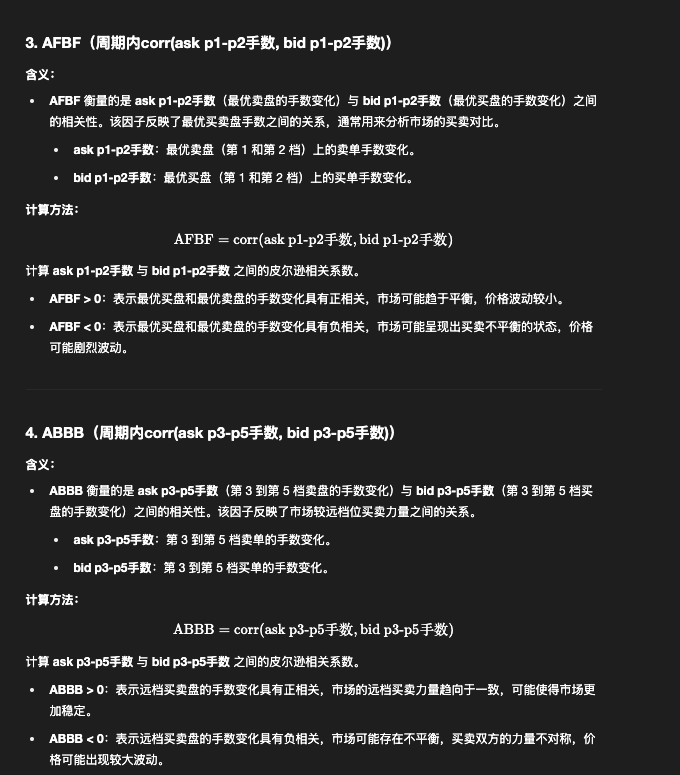 3. AFBF（周期内corr(ask p1-p2手数, bid p1-p2手数)）
含义：
• AFBF 衡量的是 ask p1-p2手数（最优卖盘的手数变化）与 bid p1-p2手数（最优买盘的手数变化）之间
的相关性。该因子反映了最优买卖盘手数之间的关系，通常用来分析市场的买卖对比。
• ask p1-p2手数：最优卖盘（第 1 和第 2 档）上的卖单手数变化。
• bid p1-p2手数：最优买盘（第 1 和第 2 档）上的买单手数变化。
计算方法：
AFBF = corr(ask p1-p2手数, bid p1-p2手数)
计算 ask p1-p2手数 与 bid p1-p2手数 之间的皮尔逊相关系数。
• AFBF > 0：表示最优买盘和最优卖盘的手数变化具有正相关，市场可能趋于平衡，价格波动较小。
• AFBF < 0：表示最优买盘和最优卖盘的手数变化具有负相关，市场可能呈现出买卖不平衡的状态，价格
可能剧烈波动。
4. ABBB（周期内corr(ask p3-p5手数, bid p3-p5手数)）
含义：
• ABBB 衡量的是 ask p3-p5手数（第 3 到第 5 档卖盘的手数变化）与 bid p3-p5手数（第 3 到第 5 档买
盘的手数变化）之间的相关性。该因子反映了市场较远档位买卖力量之间的关系。
• ask p3-p5手数：第 3 到第 5 档卖单的手数变化。
• bid p3-p5手数：第 3 到第 5 档买单的手数变化。
计算方法：
ABBB = corr(ask p3-p5手数, bid p3-p5手数)
计算 ask p3-p5手数 与 bid p3-p5手数 之间的皮尔逊相关系数。
• ABBB > 0：表示远档买卖盘的手数变化具有正相关，市场的远档买卖力量趋向于一致，可能使得市场更
加稳定。
• ABBB < 0：表示远档买卖盘的手数变化具有负相关，市场可能存在不平衡，买卖双方的力量不对称，价
格可能出现较大波动。